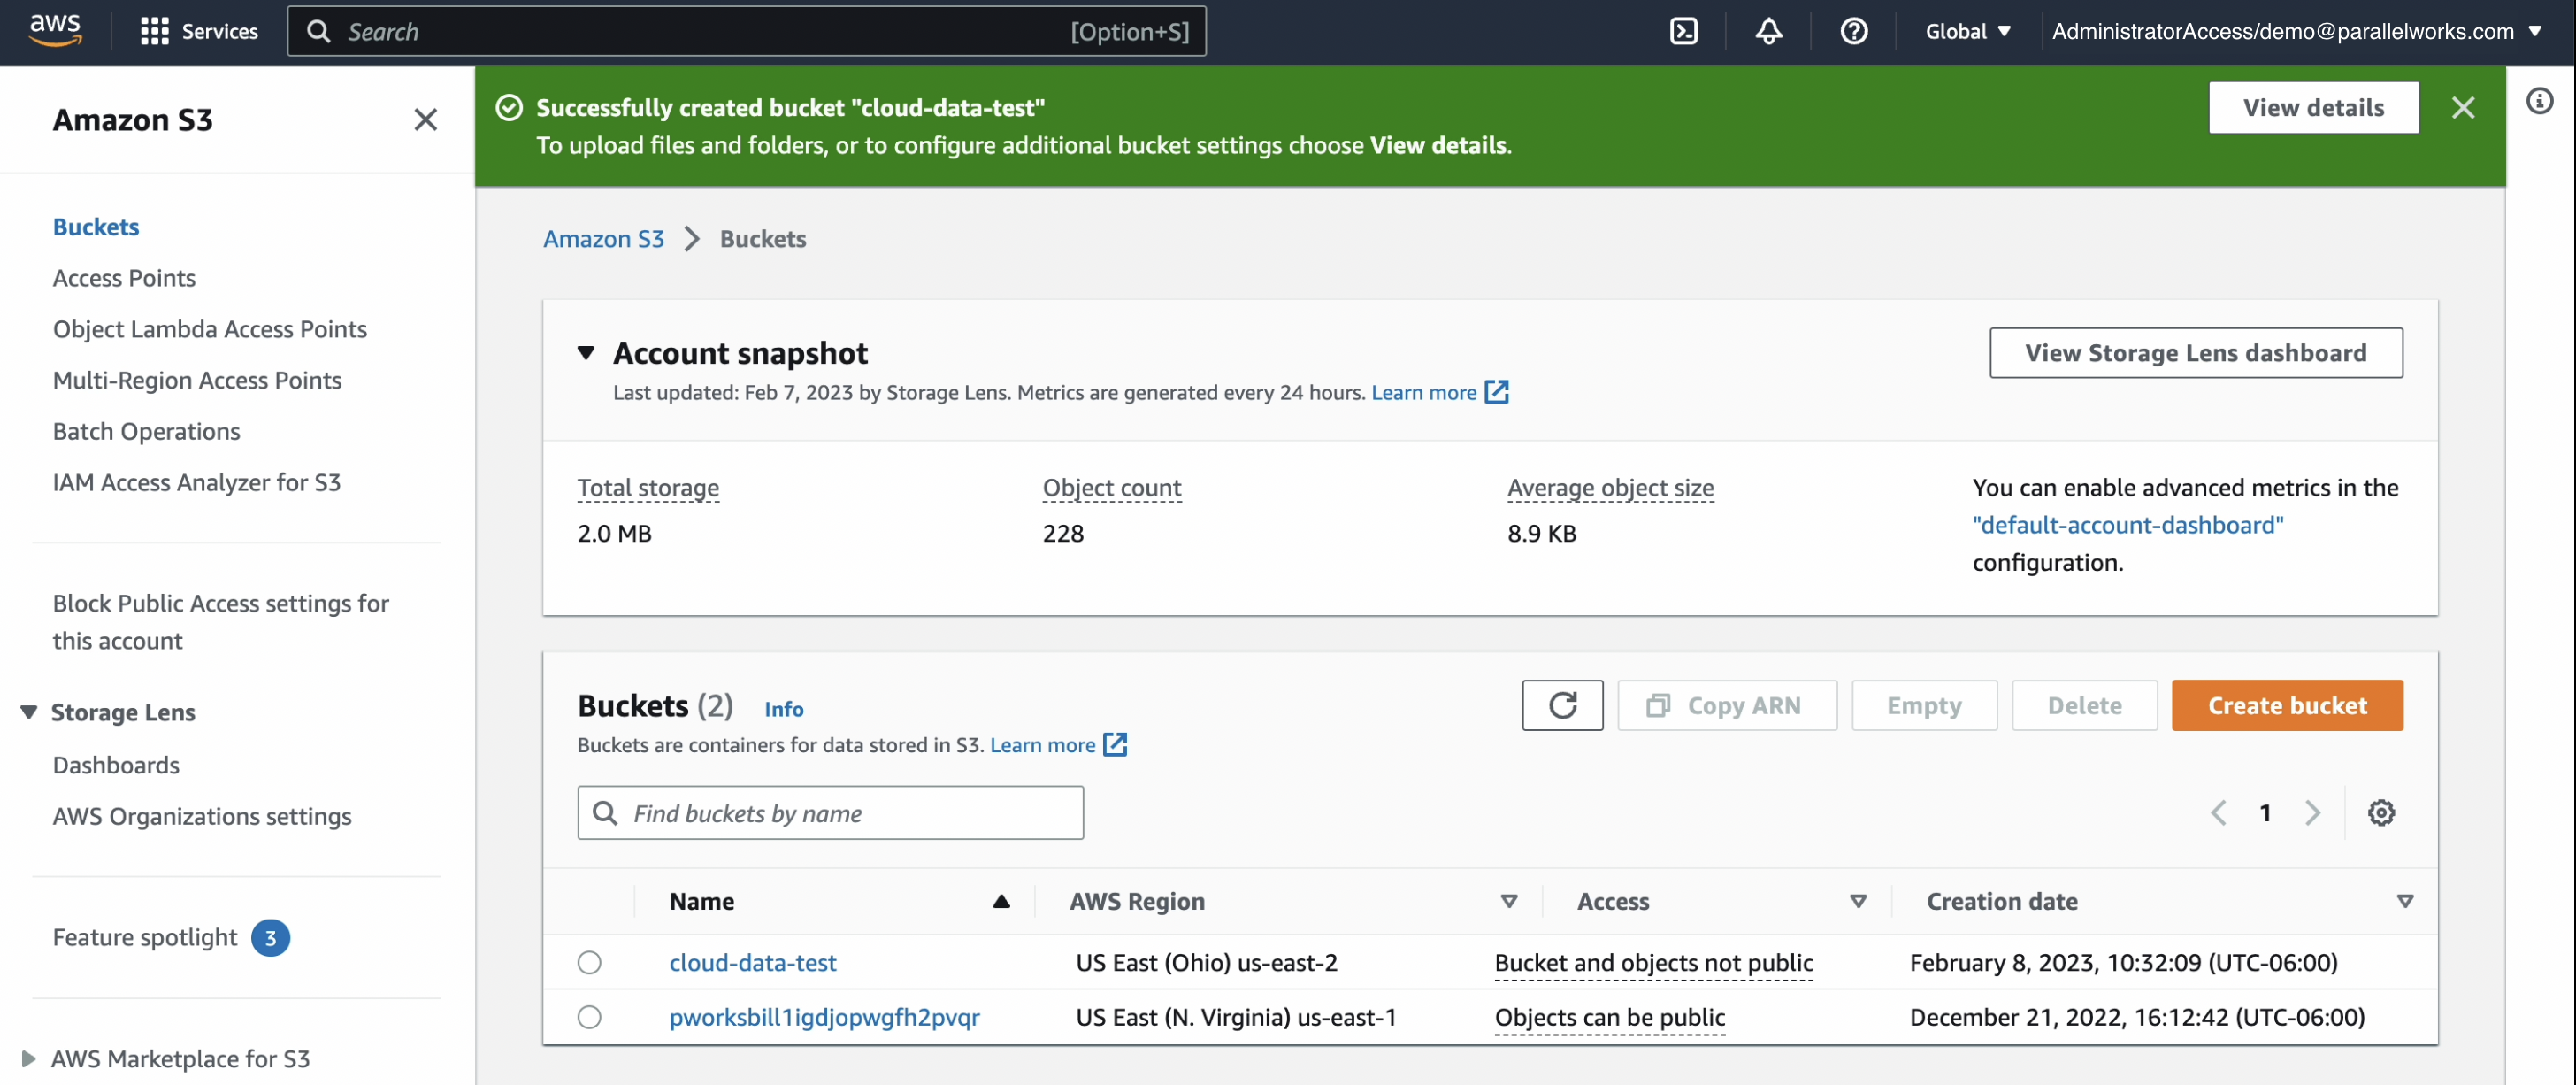 aws
Services
Search
[Option+S]
Global
AdministratorAccess/demo@parallelworks.com
Amazon S3
Buckets
Access Points
Object Lambda Access Points
Multi-Region Access Points
Batch Operations
IAM Access Analyzer for S3
Block Public Access settings for
this account
Storage Lens
Dashboards
AWS Organizations settings
Feature spotlight 3
AWS Marketplace for S3
Successfully created bucket "cloud-data-test"
To upload files and folders, or to configure additional bucket settings choose View details.
View details
Amazon S3 > Buckets
Account snapshot
Last updated: Feb 7, 2023 by Storage Lens. Metrics are generated every 24 hours. Learn more
View Storage Lens dashboard
Total storage
2.0 MB
Object count
228
Average object size
8.9 KB
You can enable advanced metrics in the
"default-account-dashboard"
configuration.
Buckets (2) Info
Buckets are containers for data stored in S3. Learn more
Copy ARN
Empty
Delete
Create bucket
Find buckets by name
1
Name AWS Region Access Creation date
cloud-data-test US East (Ohio) us-east-2 Bucket and objects not public February 8, 2023, 10:32:09 (UTC-06:00)
pworksbill1igdjopwgfh2pvqr US East (N. Virginia) us-east-1 Objects can be public December 21, 2022, 16:12:42 (UTC-06:00)